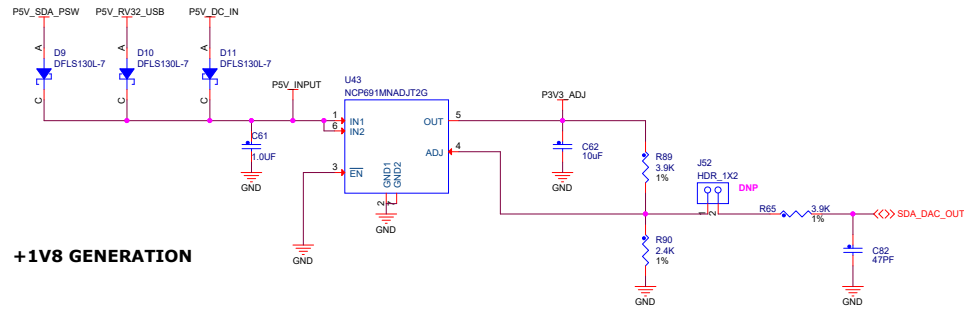 P5V_SDA_PSW
P5V_RV32_USB
P5V_DC_IN
A
D9
DFLS130L-7
C
A
D10
DFLS130L-7
C
A
D11
DFLS130L-7
C
P5V_INPUT
C61
1.0UF
GND
U43
NCP691MNADJT2G
1
IN1
6
IN2
3
EN
GND1
GND2
2
7
GND
OUT
5
ADJ
4
GND
P3V3_ADJ
C62
10uF
GND
R89
3.9K
1%
R90
2.4K
1%
GND
J52
HDR_1X2
DNP
1
2
R65
3.9K
1%
SDA_DAC_OUT
C82
47PF
GND
+1V8 GENERATION